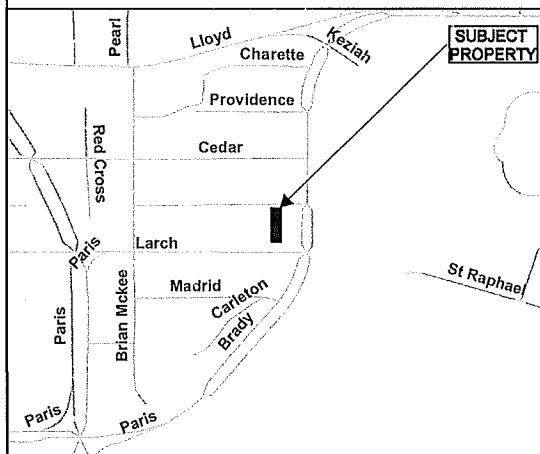 Pearl
Lloyd
Keziah
SUBJECT
PROPERTY
Charette
Providence
Red Cross
Cedar
Paris
Larch
Madrid
Carleton
St Raphael
Paris
Brian Mckee
Brady
Paris
Paris